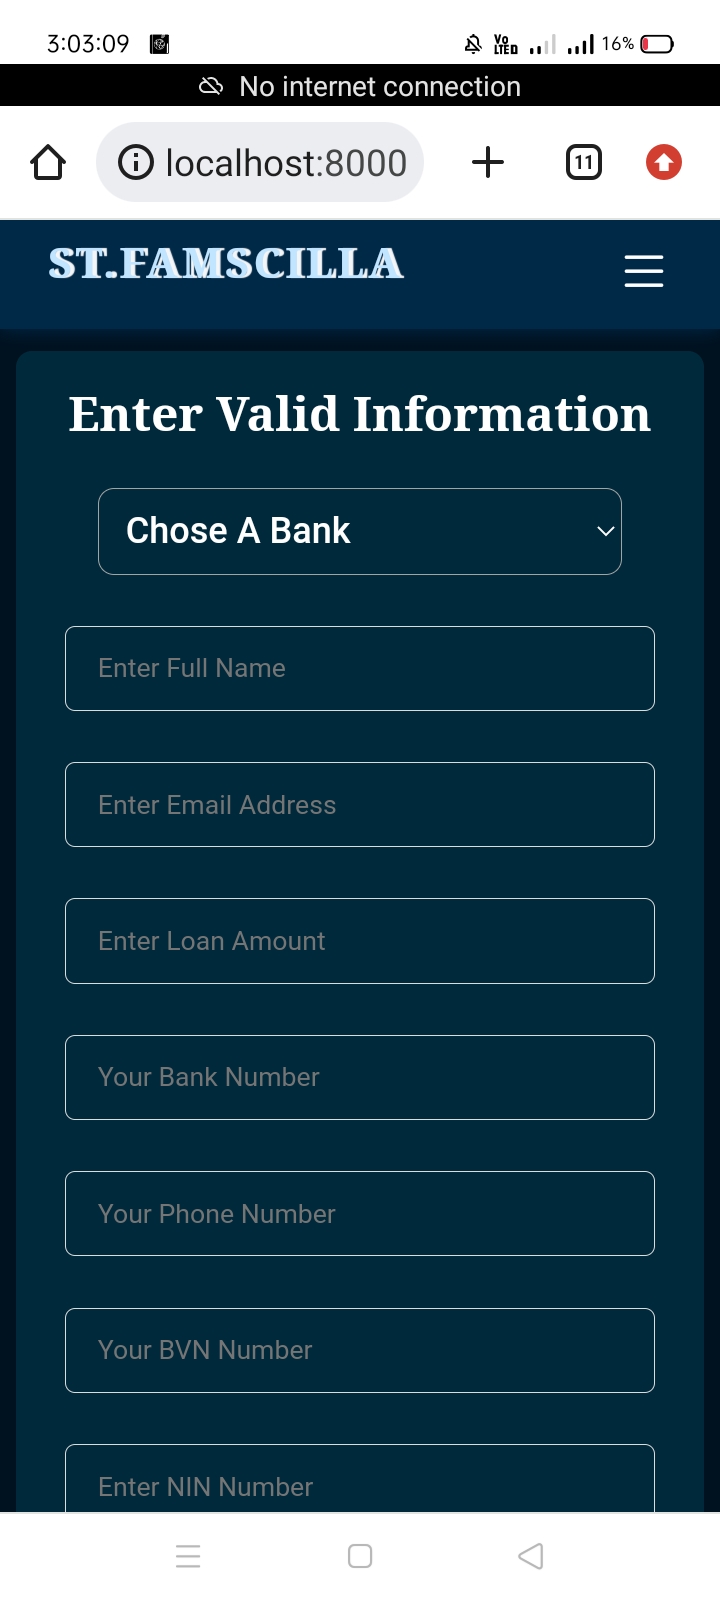 3:03:09 Vo LTED 16%
No internet connection
localhost:8000 11
ST.FAMSCILLA
Enter Valid Information
Chose A Bank
Enter Full Name
Enter Email Address
Enter Loan Amount
Your Bank Number
Your Phone Number
Your BVN Number
Enter NIN Number